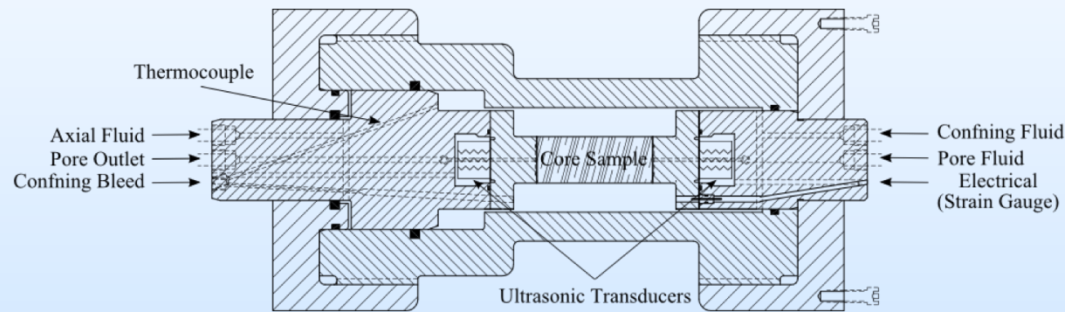 Thermocouple
Axial Fluid
Pore Outlet
Confning Bleed
Core Sample
Confning Fluid
Pore Fluid
Electrical
(Strain Gauge)
Ultrasonic Transducers